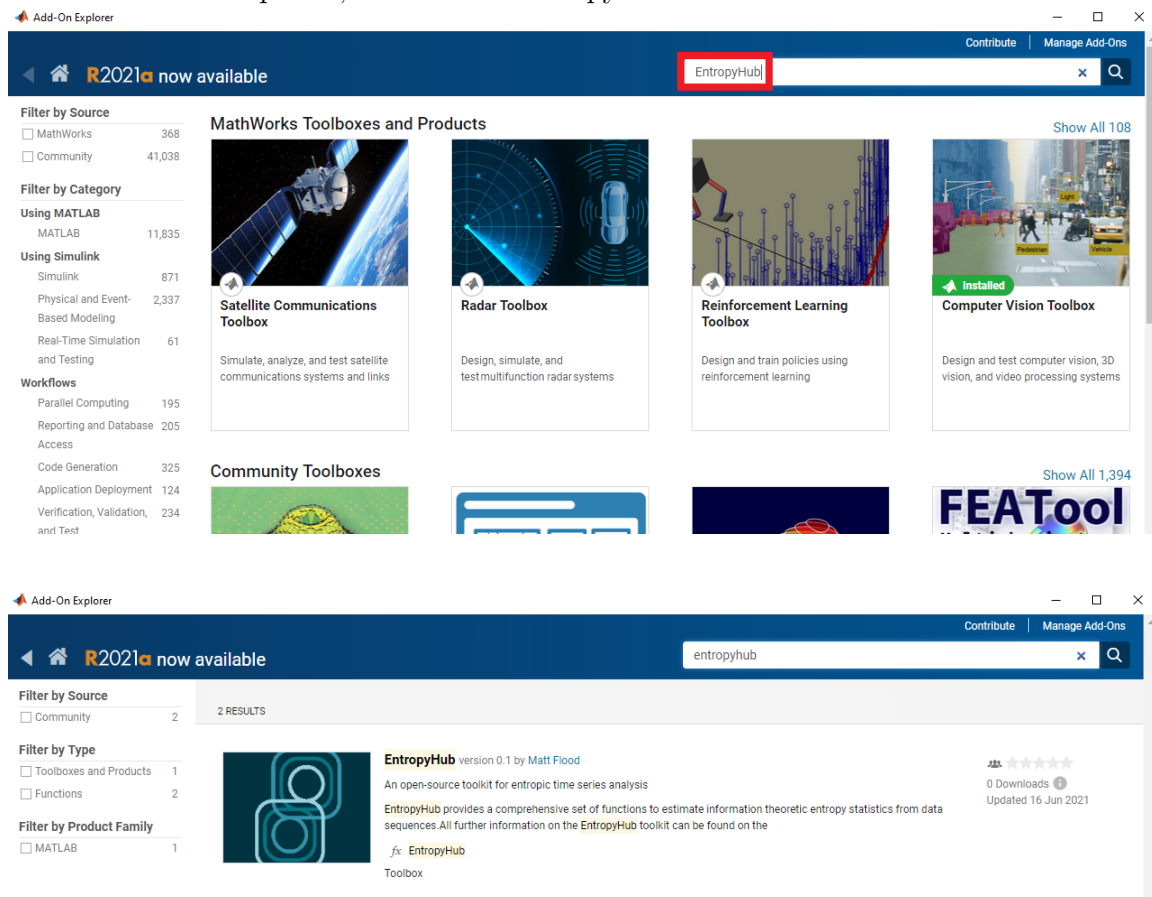 Add-On Explorer
Contribute | Manage Add-Ons
R2021a now available
EntropyHub
Filter by Source
MathWorks 368
Community 41,038
Filter by Category
Using MATLAB
MATLAB 11,835
Using Simulink
Simulink 871
Physical and Event- 2,337
Based Modeling
Real-Time Simulation 61
and Testing
Workflows
Parallel Computing 195
Reporting and Database 205
Access
Code Generation 325
Application Deployment 124
Verification, Validation, 234
and Test
MathWorks Toolboxes and Products
Show All 108
Satellite Communications
Toolbox
Simulate, analyze, and test satellite
communications systems and links
Radar Toolbox
Design, simulate, and
test multifunction radar systems
Reinforcement Learning
Toolbox
Design and train policies using
reinforcement learning
Light
Pedestrian
Vehicle
Installed
Computer Vision Toolbox
Design and test computer vision, 3D
vision, and video processing systems
Community Toolboxes
Show All 1,394
FEATool
Add-On Explorer
Contribute | Manage Add-Ons
R2021a now available
entropyhub
Filter by Source
Community 2
Filter by Type
Toolboxes and Products 1
Functions 2
Filter by Product Family
MATLAB 1
2 RESULTS
EntropyHub version 0.1 by Matt Flood
An open-source toolkit for entropic time series analysis
EntropyHub provides a comprehensive set of functions to estimate information theoretic entropy statistics from data
sequences.All further information on the EntropyHub toolkit can be found on the
fx EntropyHub
Toolbox
0 Downloads
Updated 16 Jun 2021